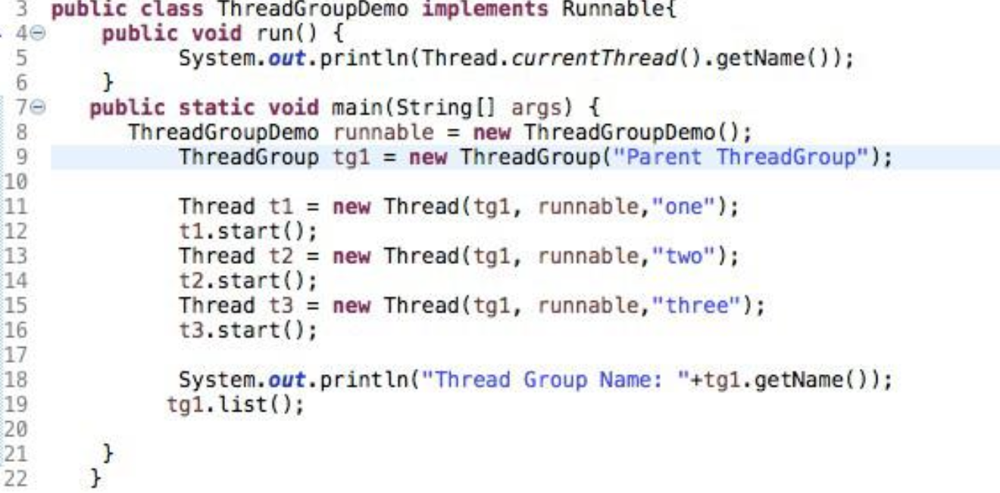 3 public class ThreadGroupDemo implements Runnable{
4 public void run() {
5 System.out.println(Thread.currentThread().getName());
6 }
7 public static void main(String[] args) {
8 ThreadGroupDemo runnable = new ThreadGroupDemo();
9 ThreadGroup tg1 = new ThreadGroup("Parent ThreadGroup");
10
11 Thread t1 = new Thread(tg1, runnable,"one");
12 t1.start();
13 Thread t2 = new Thread(tg1, runnable,"two");
14 t2.start();
15 Thread t3 = new Thread(tg1, runnable,"three");
16 t3.start();
17
18 System.out.println("Thread Group Name: "+tg1.getName());
19 tg1.list();
20
21 }
22 }